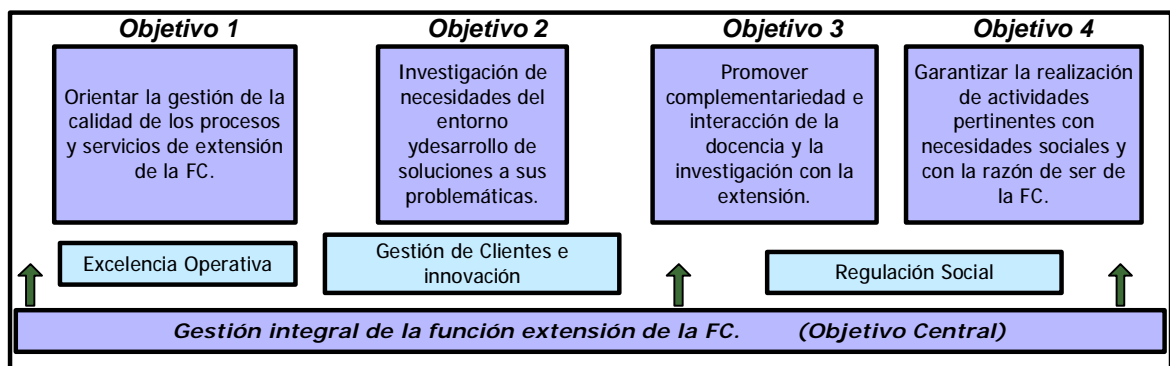 Objetivo 1
Orientar la gestión de la
calidad de los procesos
y servicios de extensión
de la FC.
Objetivo 2
Investigación de
necesidades del
entorno
ydesarrollo de
soluciones a sus
problemáticas.
Objetivo 3
Promover
complementariedad e
interacción de la
docencia y la
investigación con la
extensión.
Objetivo 4
Garantizar la realización
de actividades
pertinentes con
necesidades sociales y
con la razón de ser de
la FC.
Excelencia Operativa
Gestión de Clientes e
innovación
Regulación Social
Gestión integral de la función extensión de la FC. (Objetivo Central)